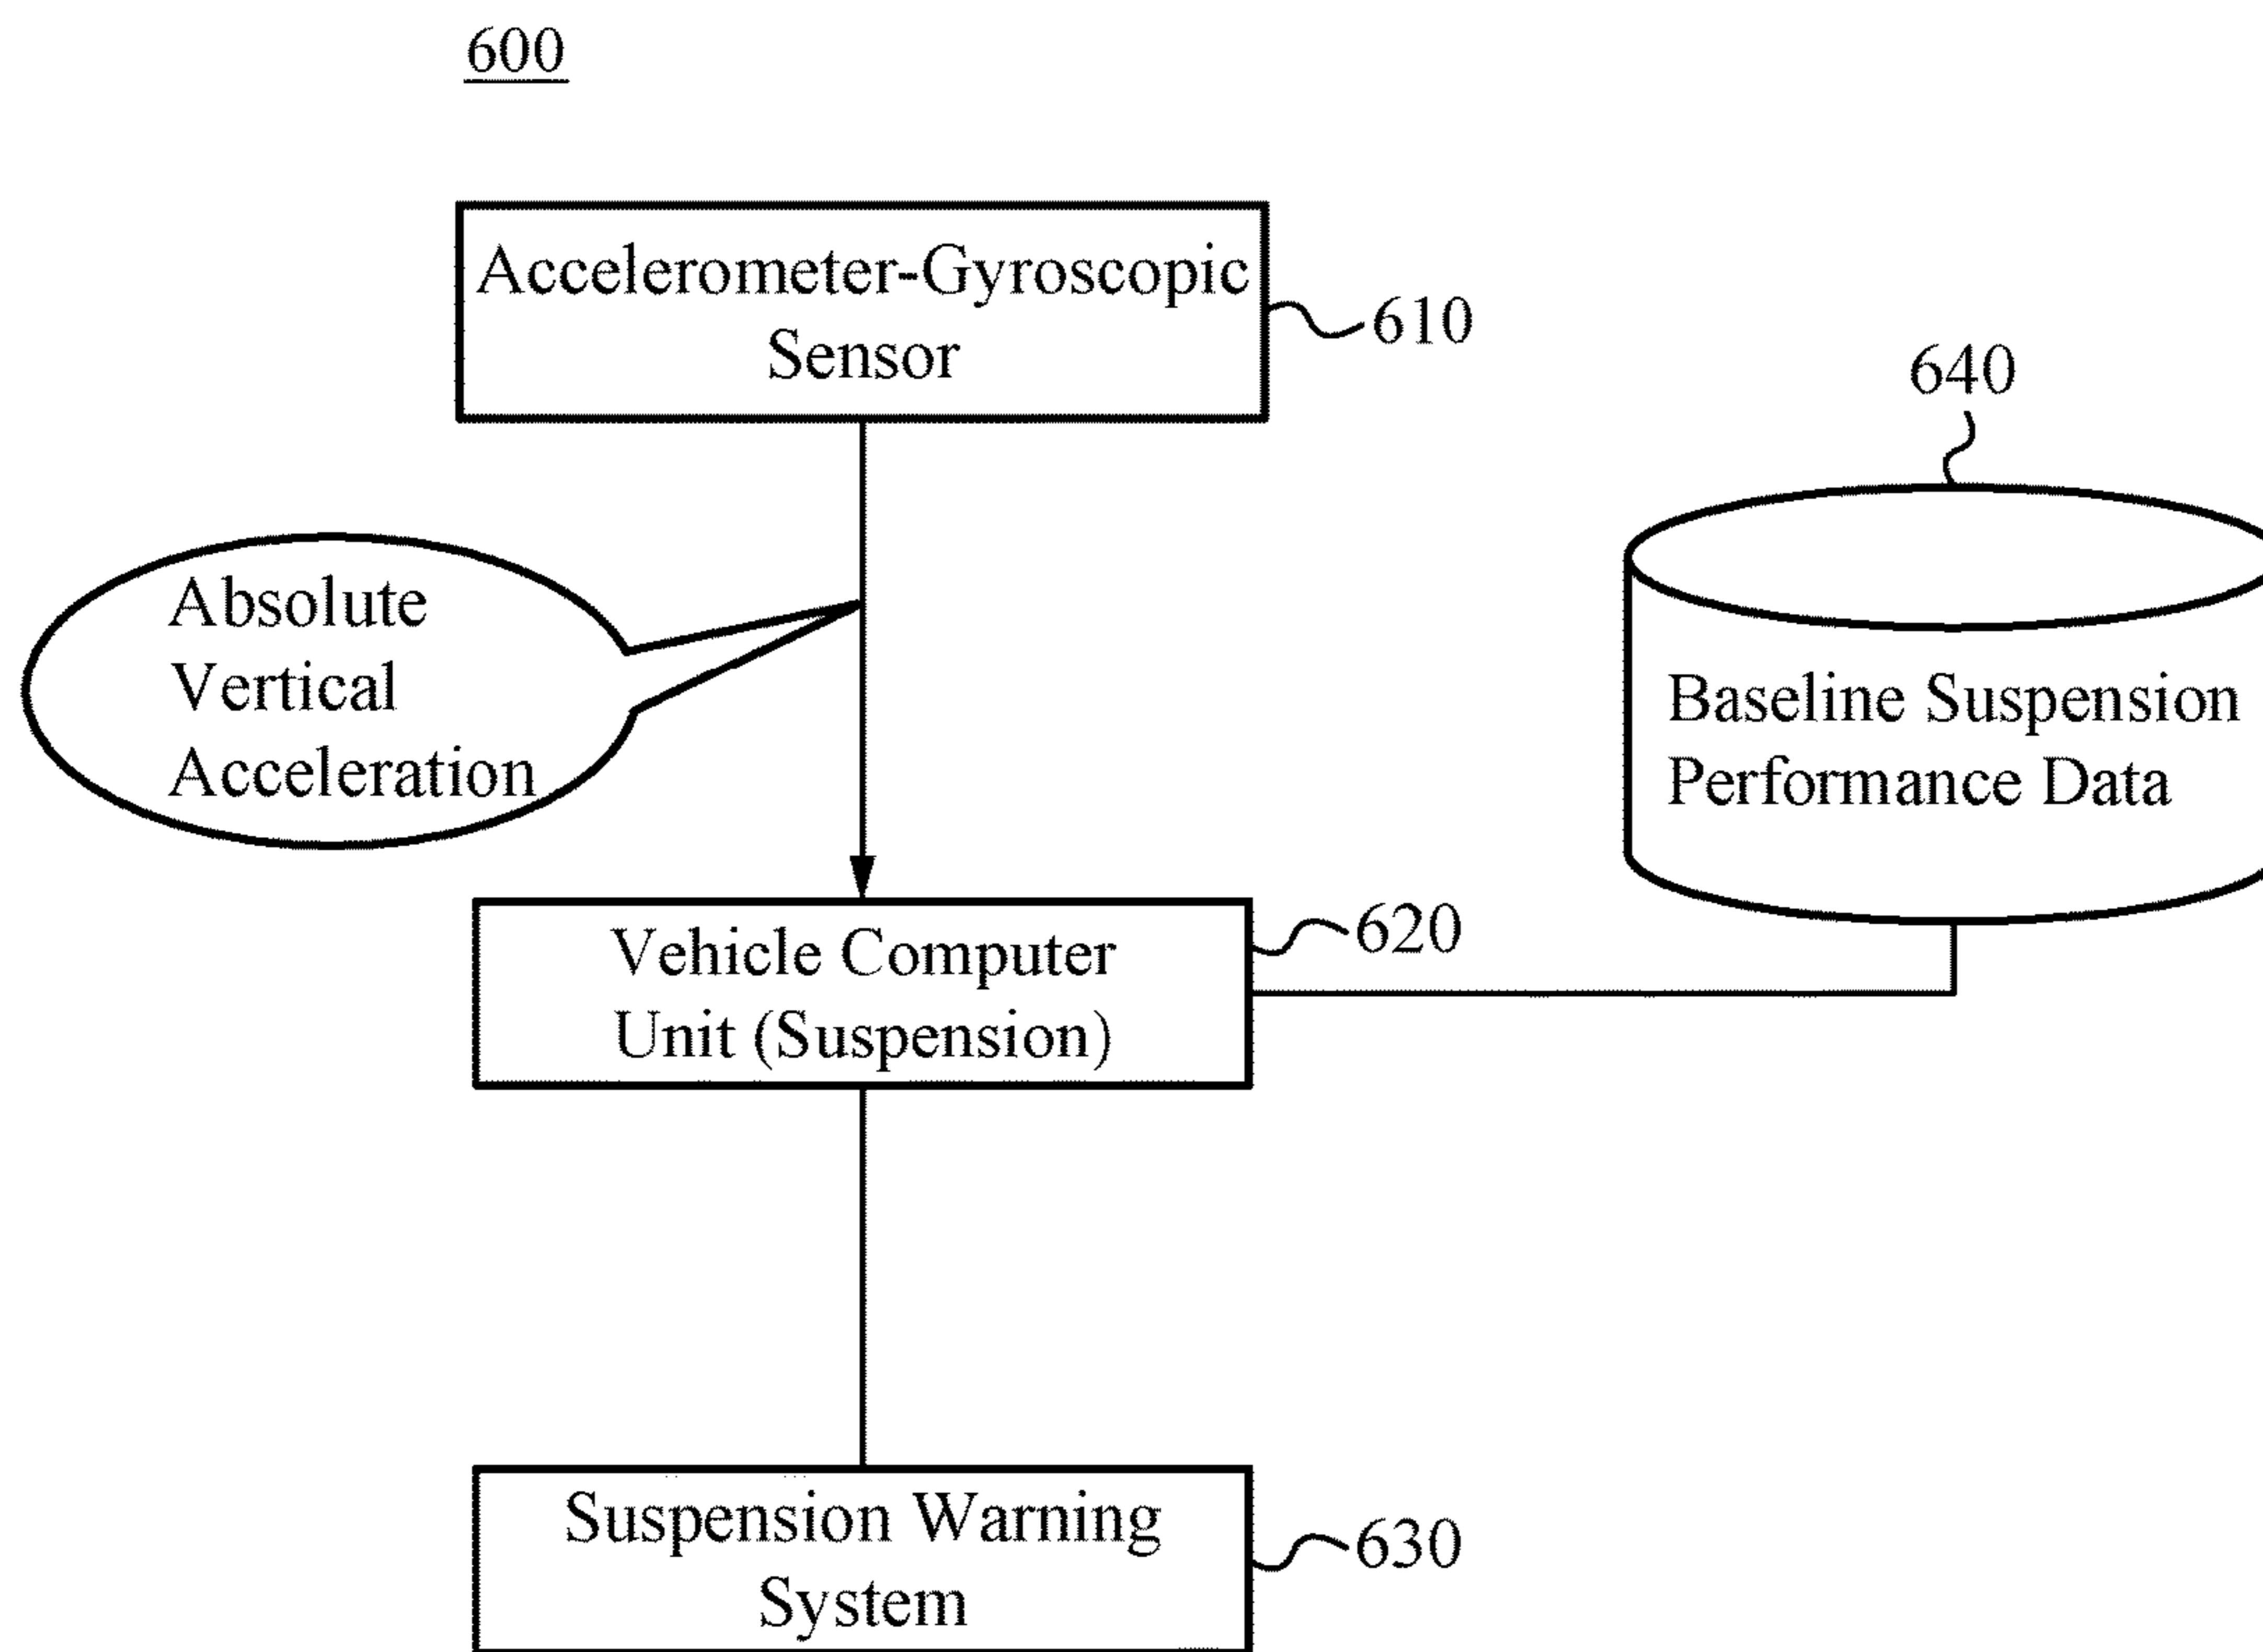 600
Accelerometer-Gyroscopic
Sensor
610
640
Absolute
Vertical
Acceleration
Baseline Suspension
Performance Data
Vehicle Computer
Unit (Suspension)
620
Suspension Warning
System
630